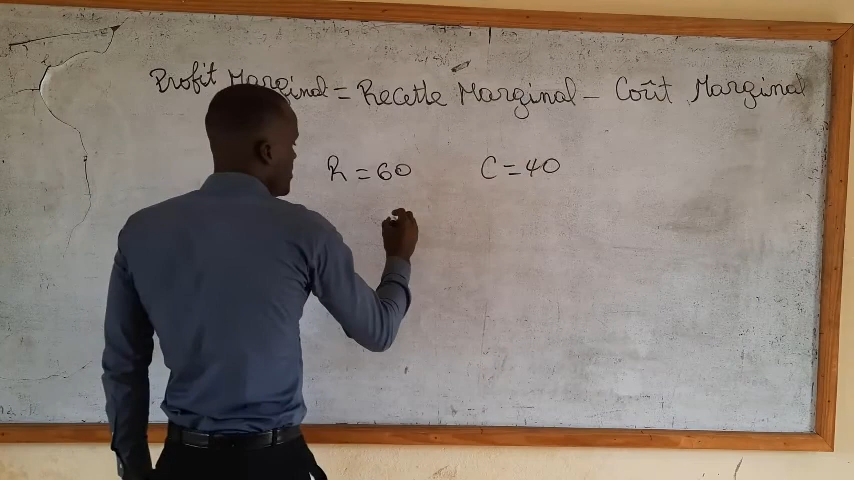 Profit Marginal = Recette Marginal - Coût Marginal
R = 60 C = 40